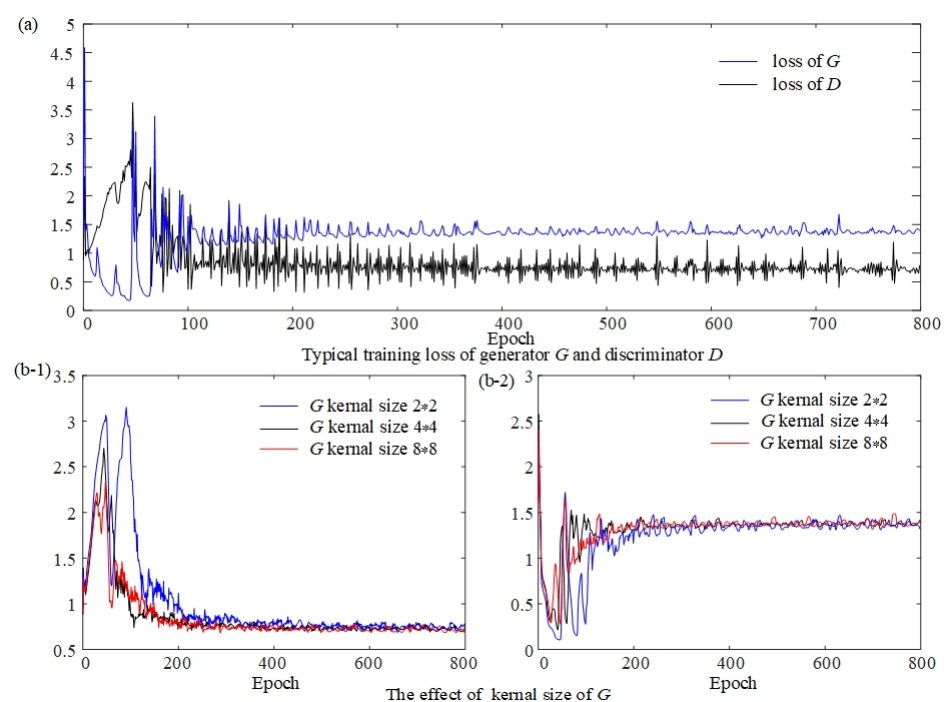 (a)
5
4.5
4
3.5
3
2.5
2
1.5
1
0.5
0
loss of G
loss of D
0 100 200 300 400 500 600 700 800
Epoch
Typical training loss of generator G and discriminator D
(b-1)
3.5
3
2.5
2
1.5
1
0.5
G kernal size 2*2
G kernal size 4*4
G kernal size 8*8
0 200 400 600 800
Epoch
(b-2)
3
2.5
2
1.5
1
0.5
0
G kernal size 2*2
G kernal size 4*4
G kernal size 8*8
0 200 400 600 800
Epoch
The effect of kernal size of G